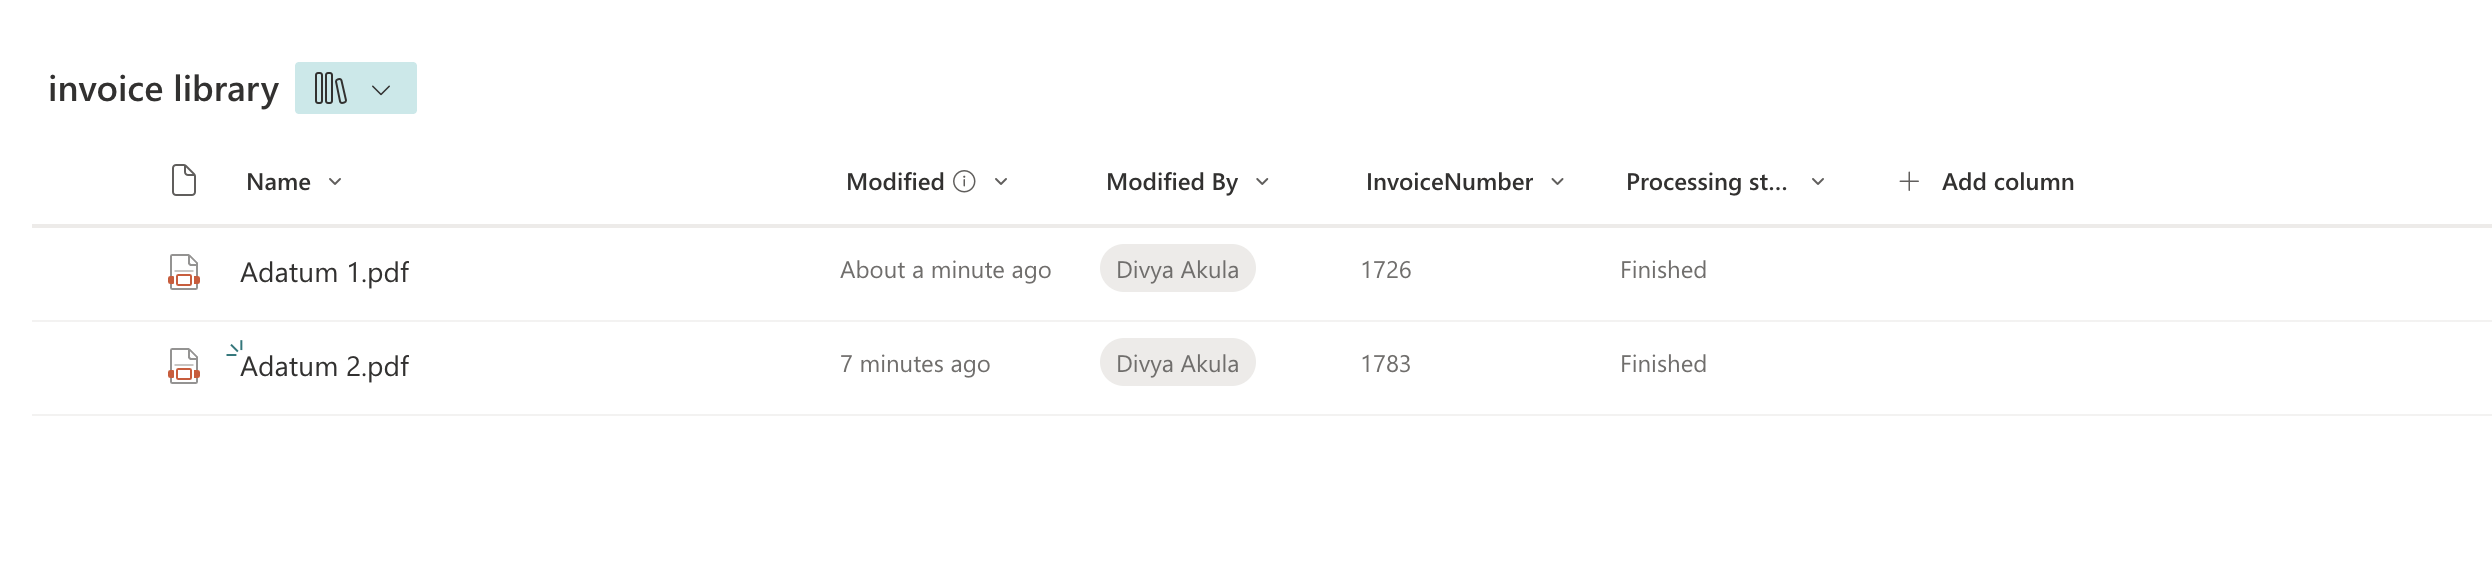 invoice library
Name Modified Modified By InvoiceNumber Processing st... Add column
Adatum 1.pdf About a minute ago Divya Akula 1726 Finished
Adatum 2.pdf 7 minutes ago Divya Akula 1783 Finished